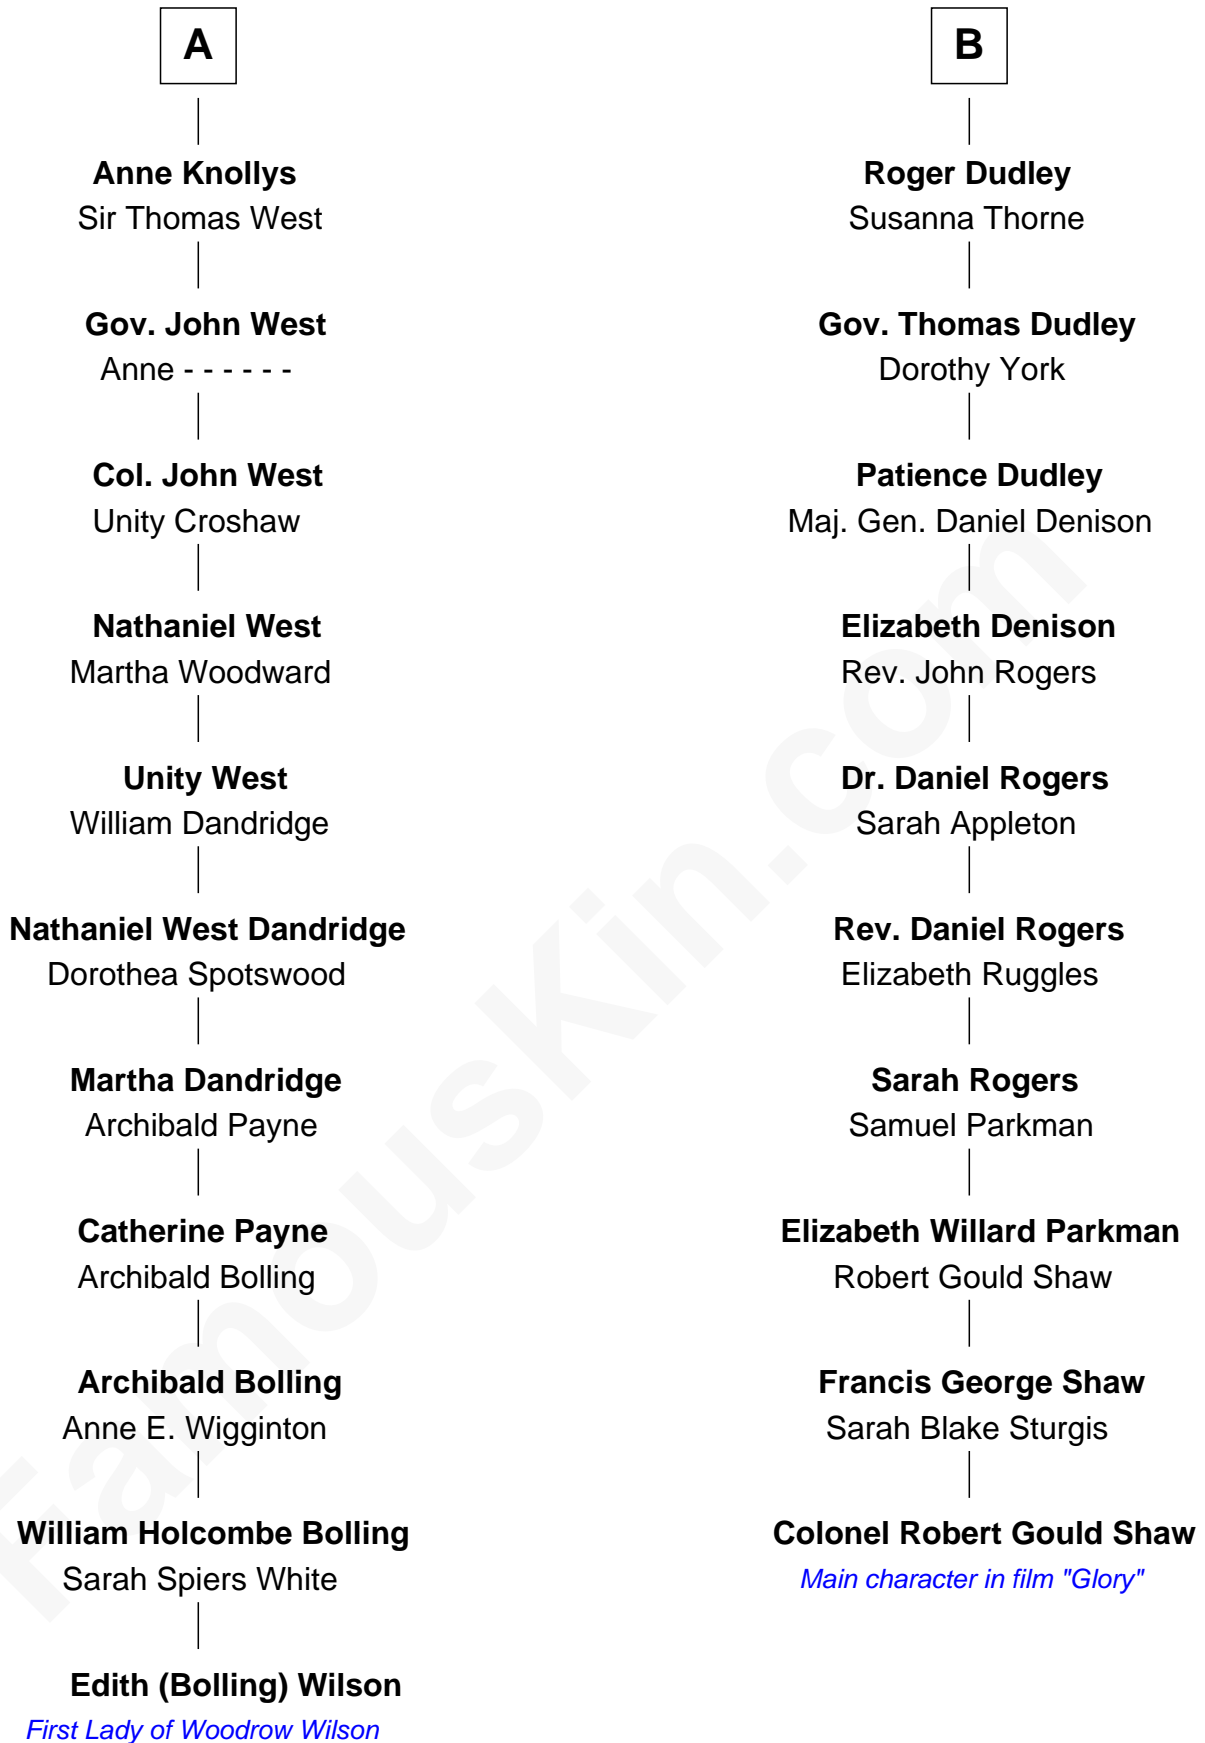 A
Anne Knollys
Sir Thomas West
Gov. John West
Anne - - - - - -
Col. John West
Unity Croshaw
Nathaniel West
Martha Woodward
Unity West
William Dandridge
Nathaniel West Dandridge
Dorothea Spotswood
Martha Dandridge
Archibald Payne
Catherine Payne
Archibald Bolling
Archibald Bolling
Anne E. Wigginton
William Holcombe Bolling
Sarah Spiers White
Edith (Bolling) Wilson
First Lady of Woodrow Wilson
B
Roger Dudley
Susanna Thorne
Gov. Thomas Dudley
Dorothy York
Patience Dudley
Maj. Gen. Daniel Denison
Elizabeth Denison
Rev. John Rogers
Dr. Daniel Rogers
Sarah Appleton
Rev. Daniel Rogers
Elizabeth Ruggles
Sarah Rogers
Samuel Parkman
Elizabeth Willard Parkman
Robert Gould Shaw
Francis George Shaw
Sarah Blake Sturgis
Colonel Robert Gould Shaw
Main character in film "Glory"
FamousKin.com